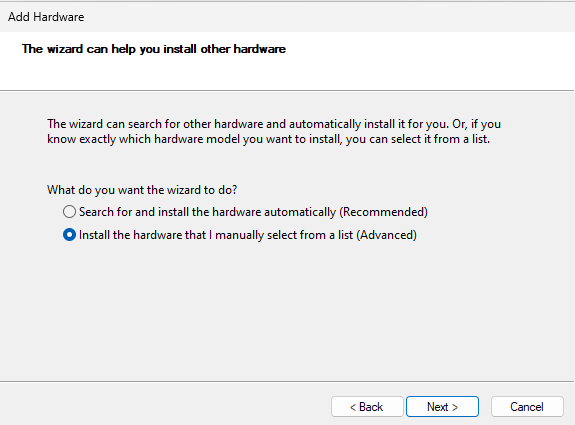 Add Hardware
The wizard can help you install other hardware
The wizard can search for other hardware and automatically install it for you. Or, if you
know exactly which hardware model you want to install, you can select it from a list.
What do you want the wizard to do?
Search for and install the hardware automatically (Recommended)
Install the hardware that I manually select from a list (Advanced)
< Back
Next >
Cancel